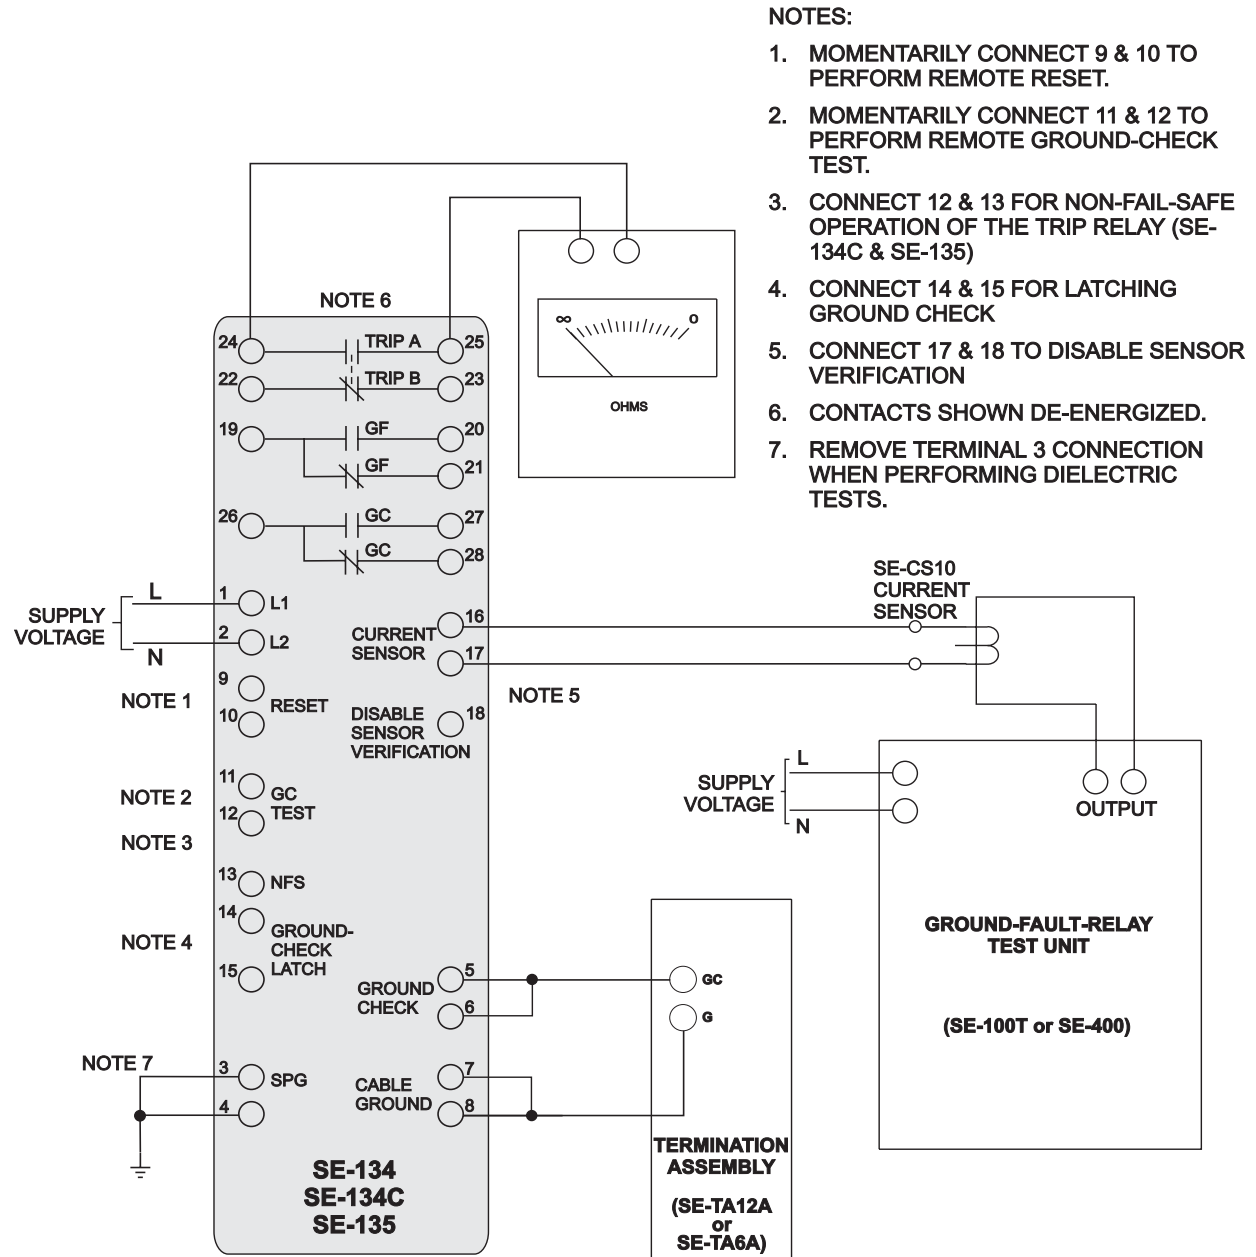 NOTES:
1. MOMENTARILY CONNECT 9 & 10 TO
PERFORM REMOTE RESET.
2. MOMENTARILY CONNECT 11 & 12 TO
PERFORM REMOTE GROUND-CHECK
TEST.
3. CONNECT 12 & 13 FOR NON-FAIL-SAFE
OPERATION OF THE TRIP RELAY (SE-
134C & SE-135)
4. CONNECT 14 & 15 FOR LATCHING
GROUND CHECK
5. CONNECT 17 & 18 TO DISABLE SENSOR
VERIFICATION
6. CONTACTS SHOWN DE-ENERGIZED.
7. REMOVE TERMINAL 3 CONNECTION
WHEN PERFORMING DIELECTRIC
TESTS.
NOTE 6
∞ 0
OHMS
24 TRIP A 25
22 TRIP B 23
19 GF 20
GF 21
26 GC 27
GC 28
SUPPLY
VOLTAGE
L
N
1 L1
2 L2
CURRENT
SENSOR
16
17
NOTE 5
SE-CS10
CURRENT
SENSOR
NOTE 1
9
10
RESET
DISABLE
SENSOR
VERIFICATION
18
NOTE 2
11
12
GC
TEST
NOTE 3
13 NFS
NOTE 4
14
15
GROUND-
CHECK
LATCH
GROUND
CHECK
5
6
NOTE 7
3 SPG
4
CABLE
GROUND
7
8
SE-134
SE-134C
SE-135
GC
G
TERMINATION
ASSEMBLY
(SE-TA12A
or
SE-TA6A)
SUPPLY
VOLTAGE
L
N
OUTPUT
GROUND-FAULT-RELAY
TEST UNIT
(SE-100T or SE-400)